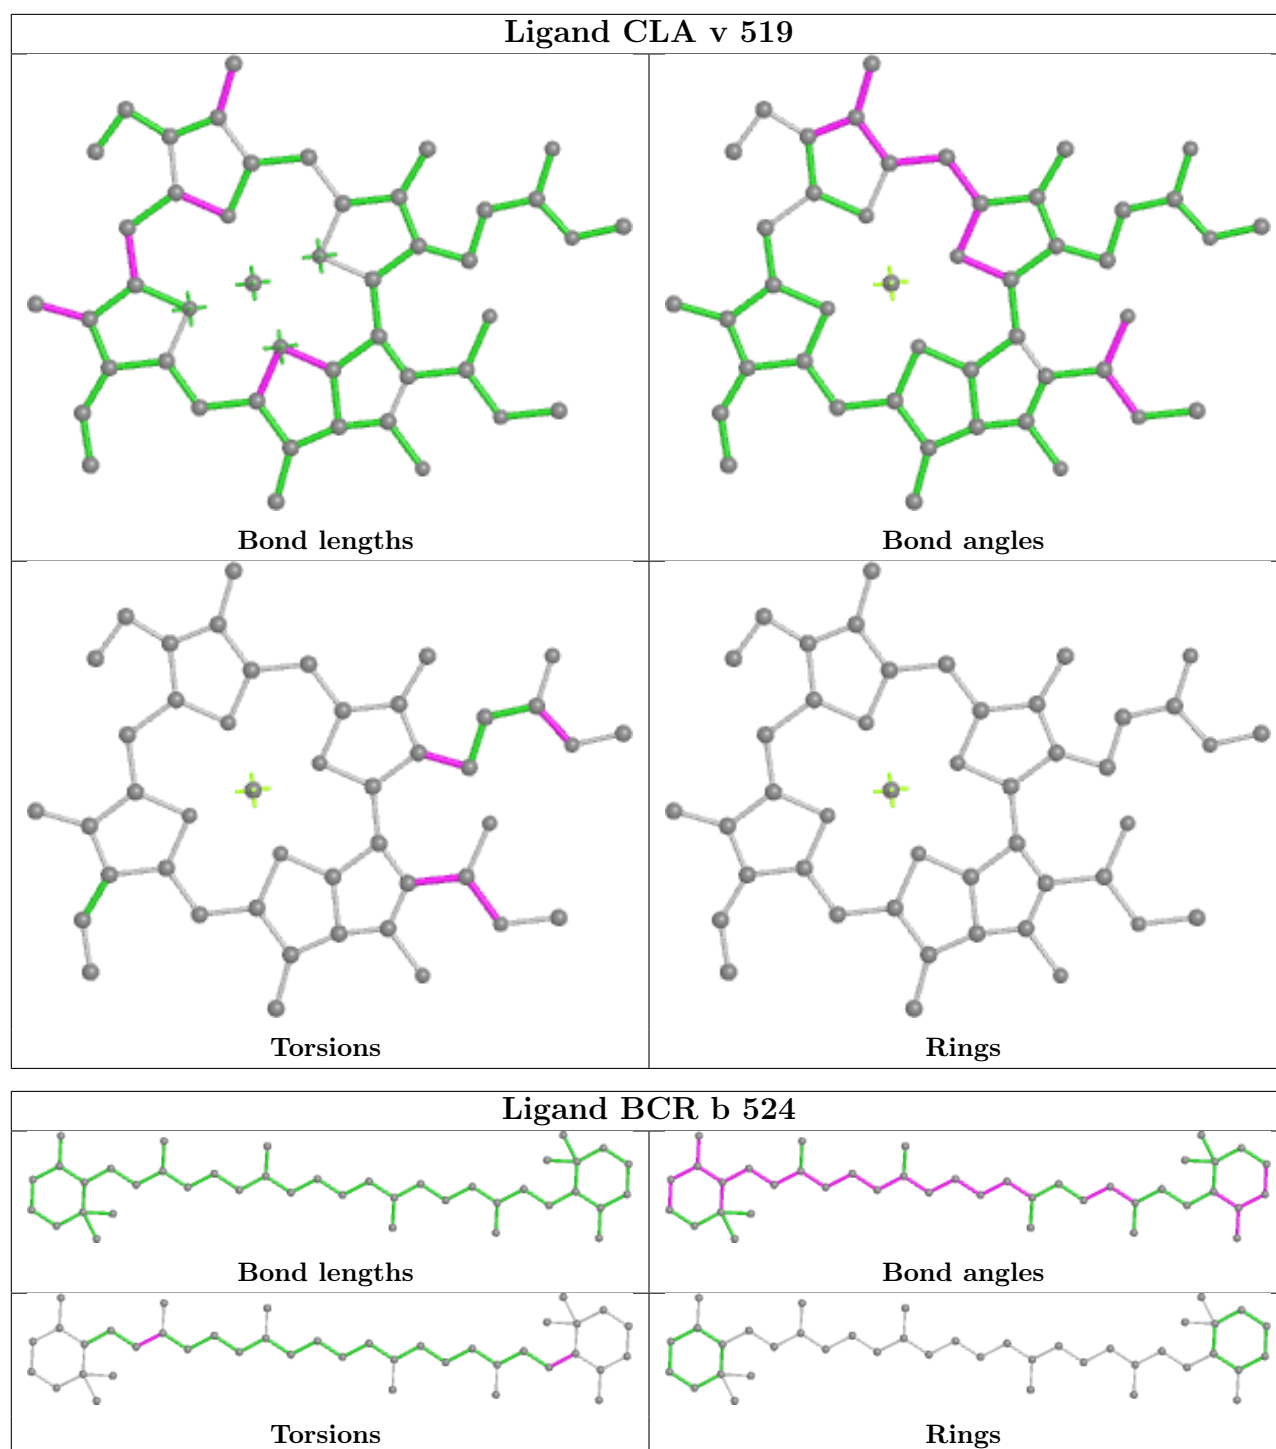 Ligand CLA v 519
Bond lengths
Bond angles
Torsions
Rings
Ligand BCR b 524
Bond lengths
Bond angles
Torsions
Rings